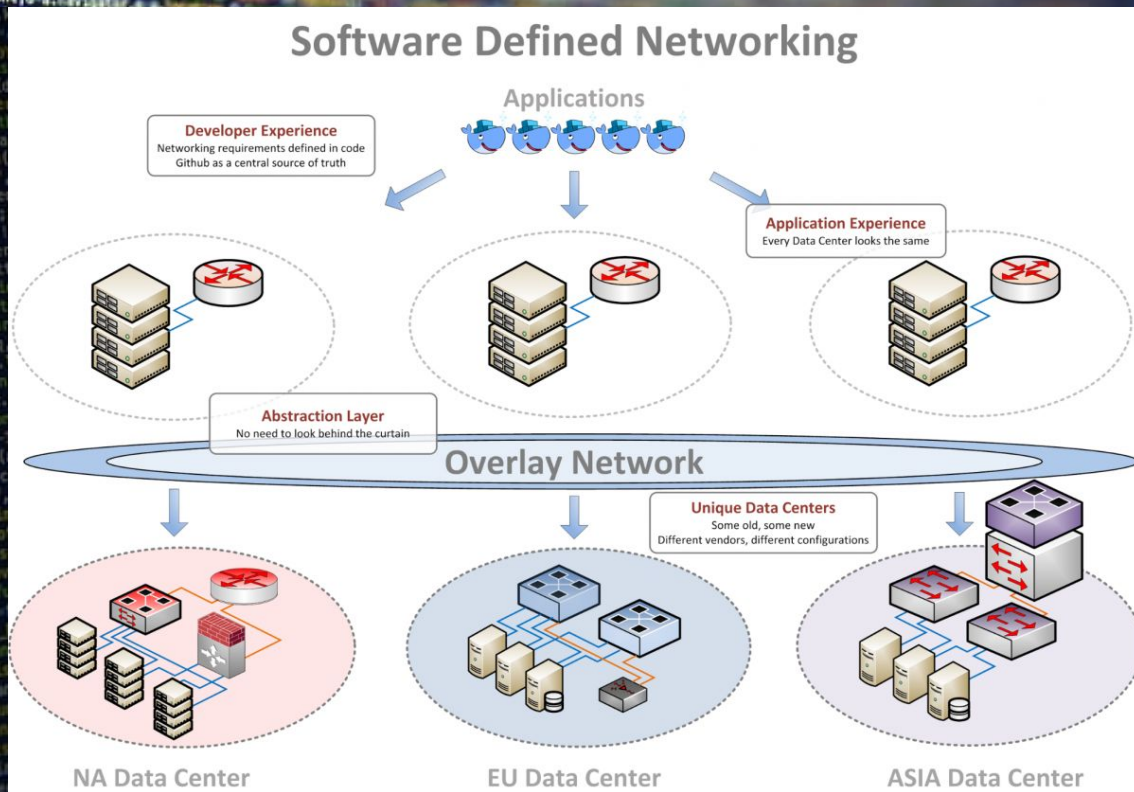 Software Defined Networking
Applications
Developer Experience
Networking requirements defined in code
Github as a central source of truth
Application Experience
Every Data Center looks the same
Abstraction Layer
No need to look behind the curtain
Overlay Network
Unique Data Centers
Some old, some new
Different vendors, different configurations
NA Data Center
EU Data Center
ASIA Data Center